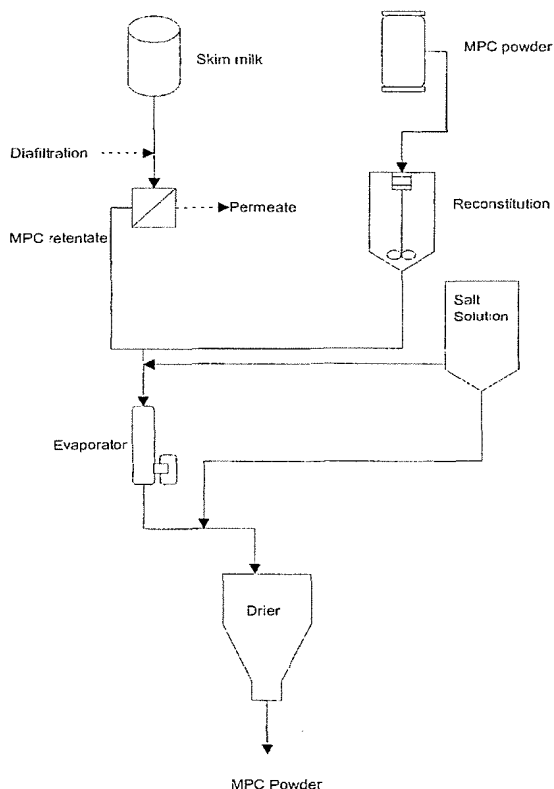 MPC powder
Skim milk
Diafiltration
Permeate
Reconstitution
MPC retentate
Salt
Solution
Evaporator
Drier
MPC Powder